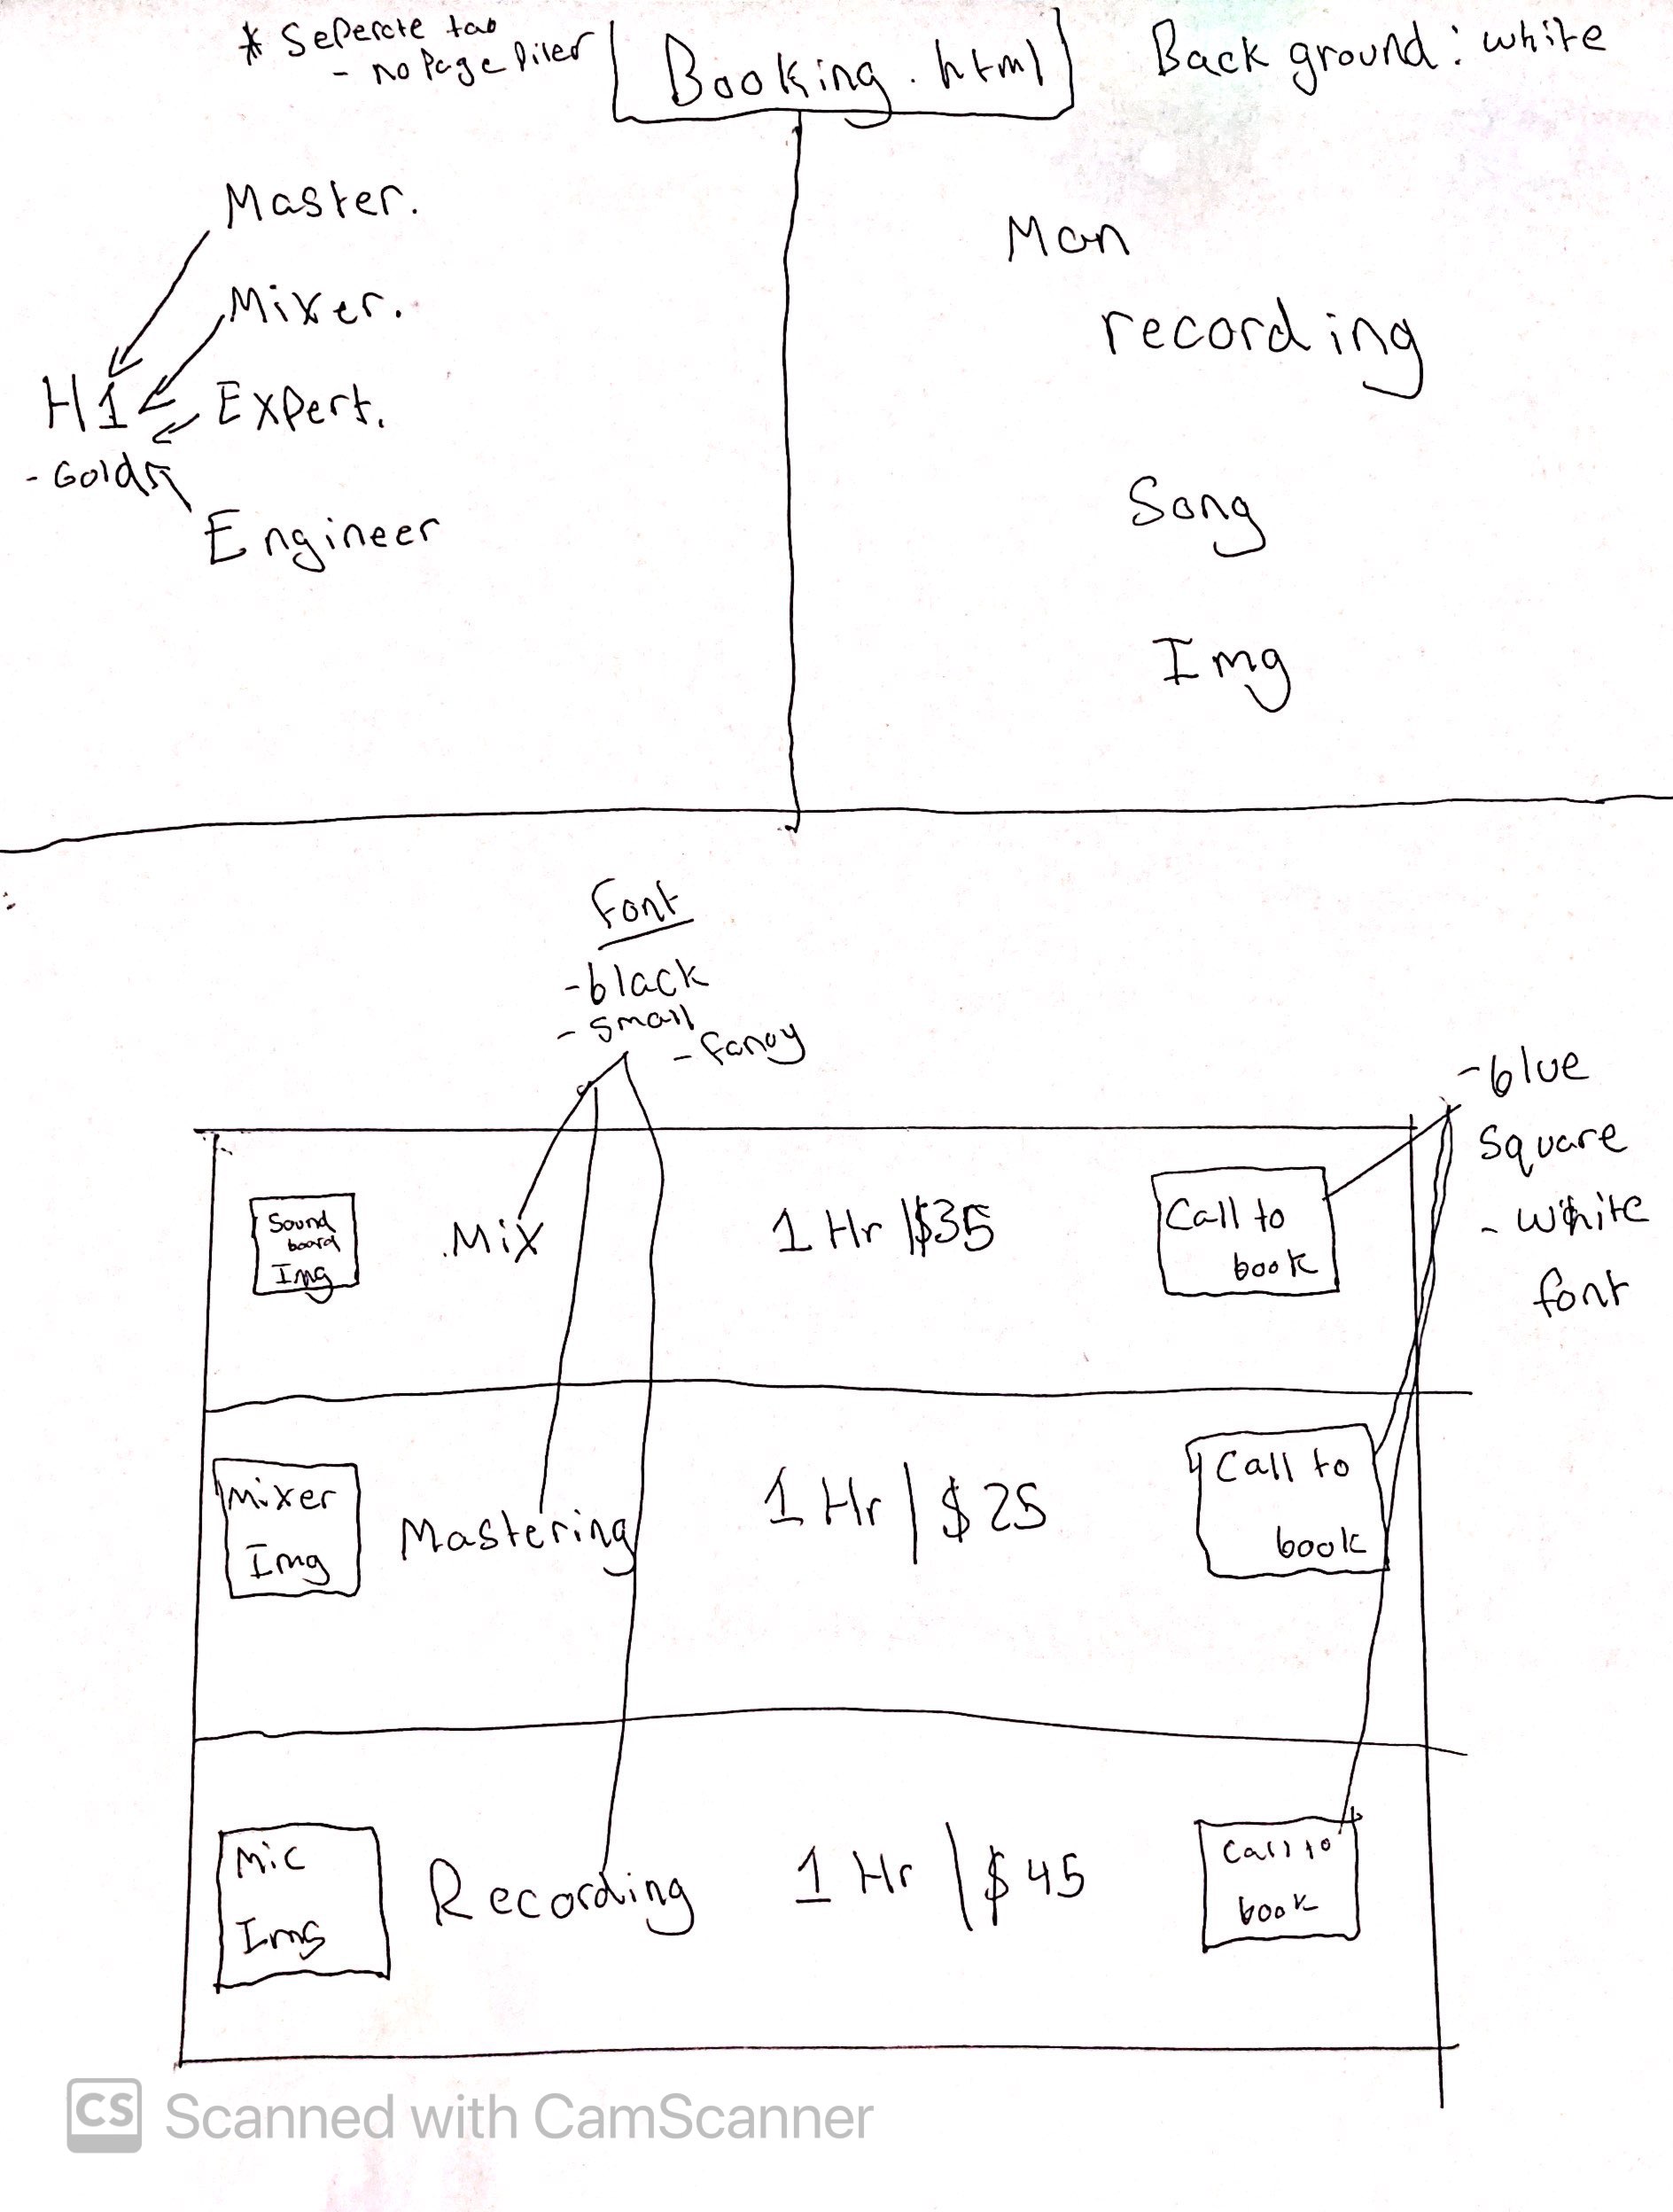 * Seperate tab
- no Page Piler
Booking.html
Back ground: white
Master.
Mixer.
H1
Expert.
- Gold
Engineer
Man
recording
Song
Img
Font
- black
- small
- fancy
- blue
square
- white
font
Sound
board
Img
.Mix
1 Hr |$35
Call to
book
Mixer
Img
Mastering
1 Hr | $25
Call to
book
Mic
Img
Recording
1 Hr | $45
Call to
book
CS Scanned with CamScanner